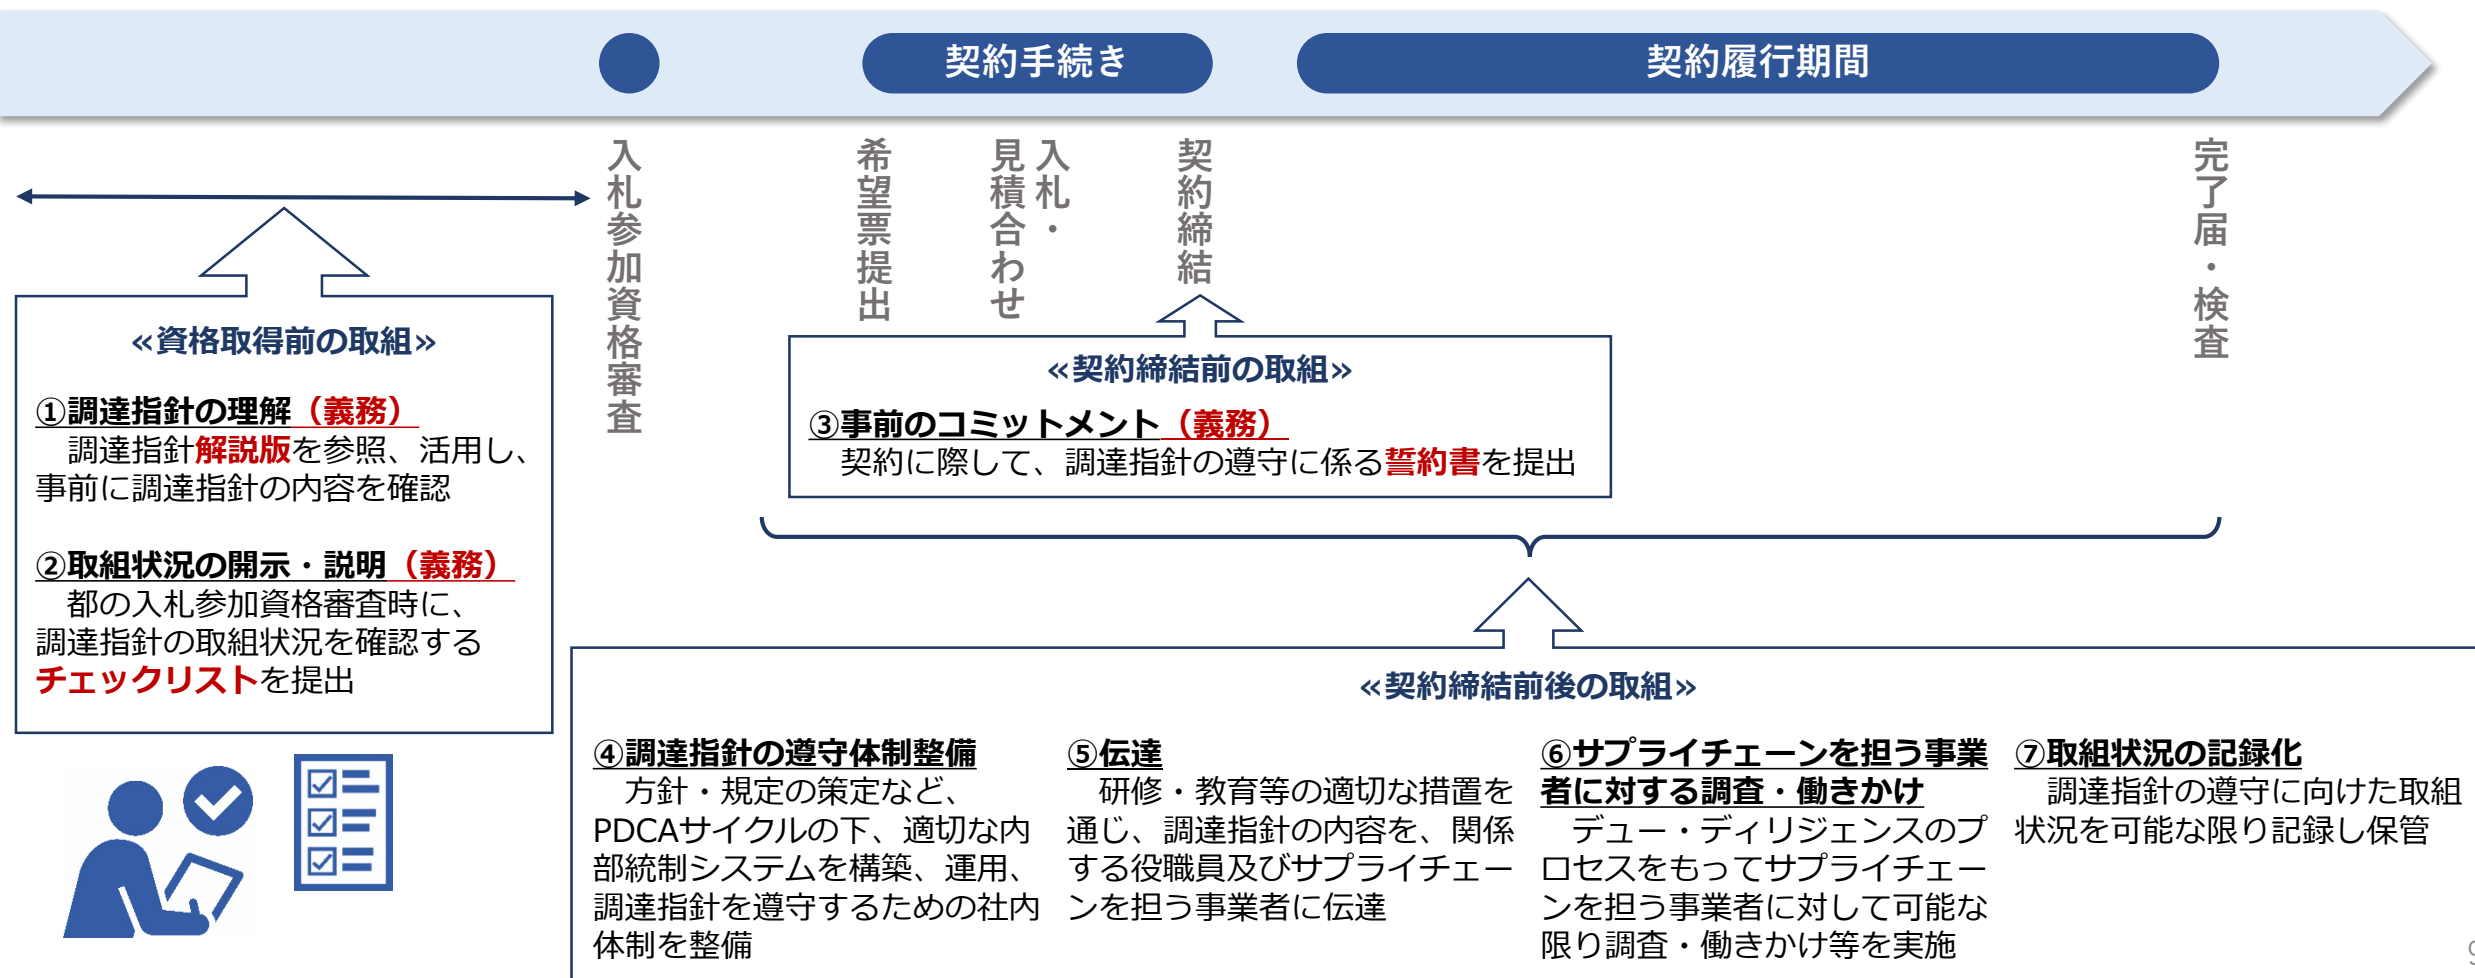 契約手続き
契約履行期間
入札参加資格審査
希望票提出
入札・
見積合わせ
契約締結
完了届・検査
≪資格取得前の取組≫
①調達指針の理解（義務）
調達指針解説版を参照、活用し、
事前に調達指針の内容を確認
②取組状況の開示・説明（義務）
都の入札参加資格審査時に、
調達指針の取組状況を確認する
チェックリストを提出
≪契約締結前の取組≫
③事前のコミットメント（義務）
契約に際して、調達指針の遵守に係る誓約書を提出
≪契約締結前後の取組≫
④調達指針の遵守体制整備
方針・規定の策定など、
PDCAサイクルの下、適切な内
部統制システムを構築、運用、
調達指針を遵守するための社内
体制を整備
⑤伝達
研修・教育等の適切な措置を
通じ、調達指針の内容を、関係
する役職員及びサプライチェー
ンを担う事業者に伝達
⑥サプライチェーンを担う事業
者に対する調査・働きかけ
デュー・ディリジェンスのプ
ロセスをもってサプライチェー
ンを担う事業者に対して可能な
限り調査・働きかけ等を実施
⑦取組状況の記録化
調達指針の遵守に向けた取組
状況を可能な限り記録し保管